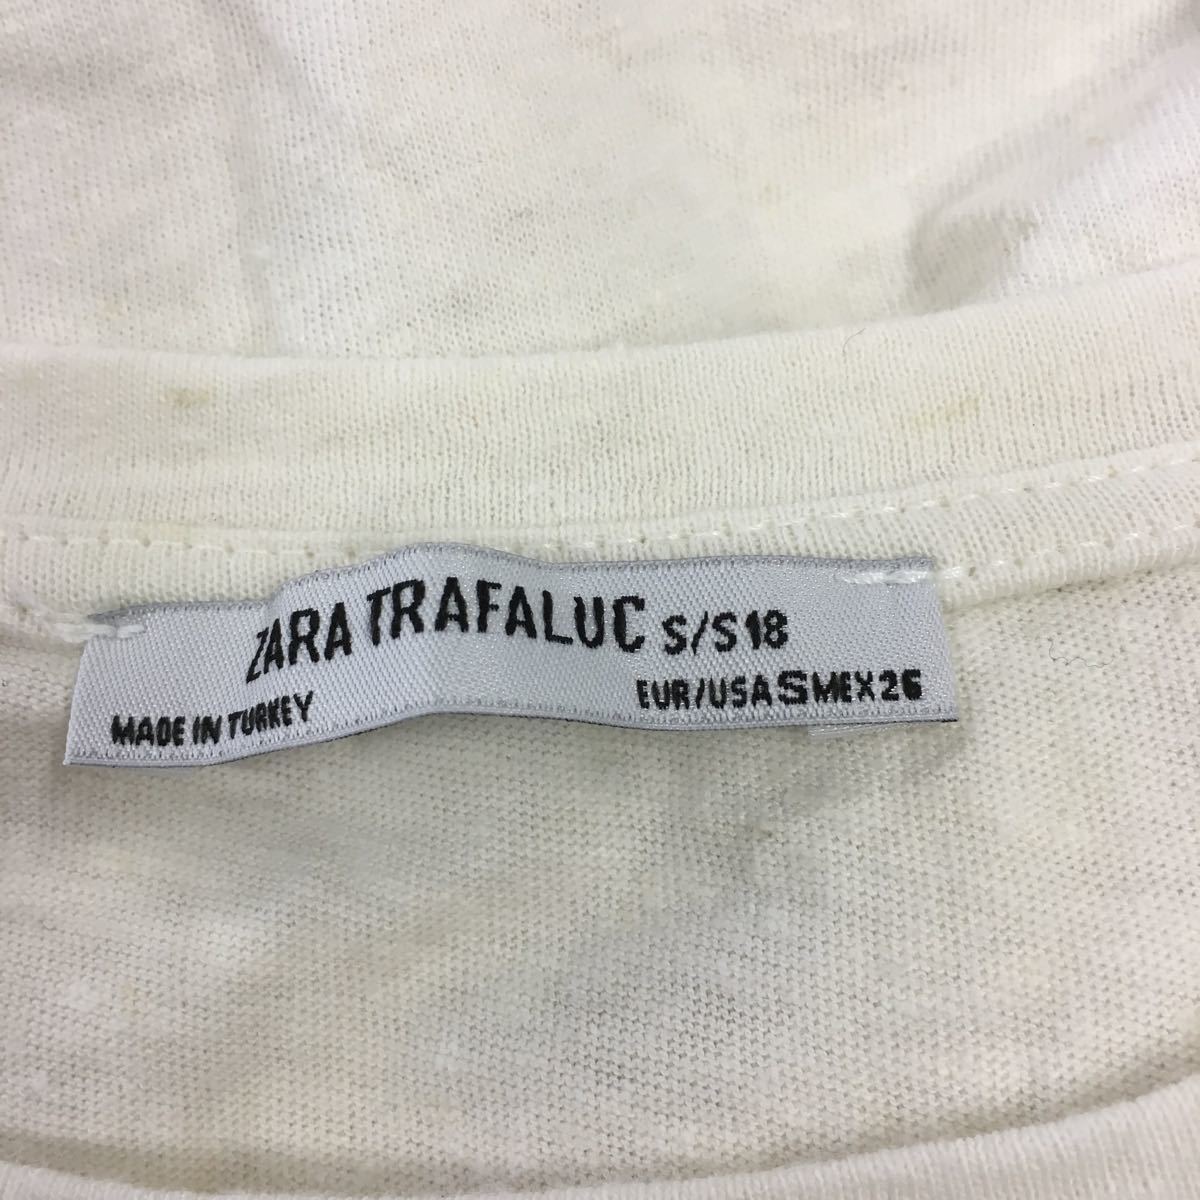 ZARA TRAFALUC S/S18
MADE IN TURKEY EUR/USA S MEX 26